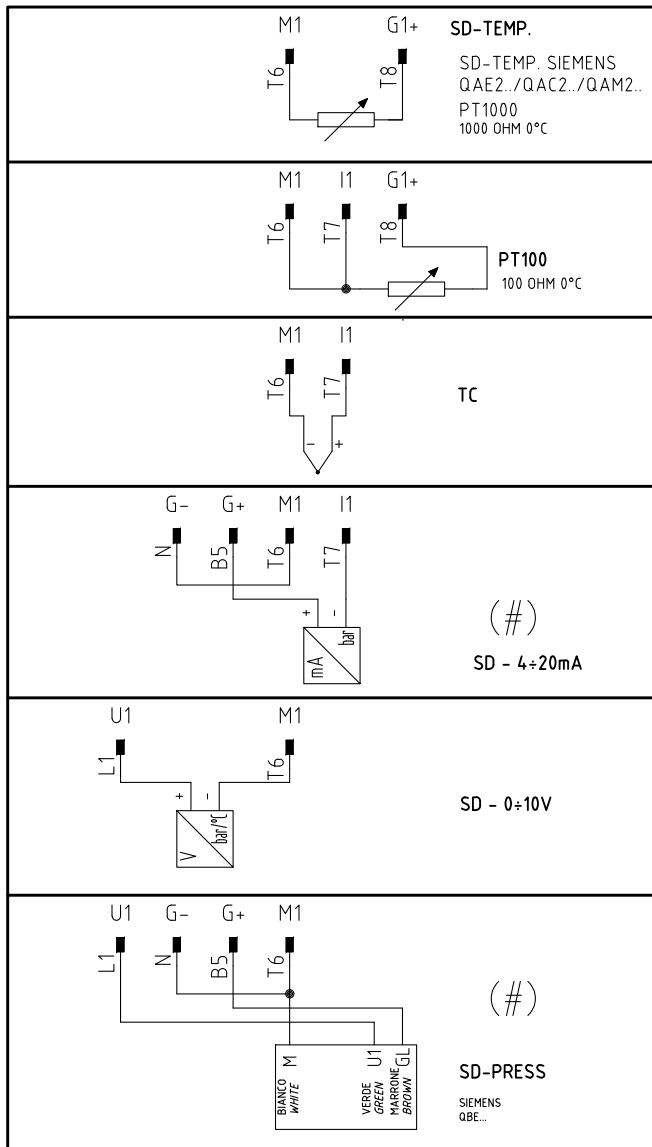 M1 G1+ SD-TEMP.
T6 T8
SD-TEMP. SIEMENS
QAE2../QAC2../QAM2..
PT1000
1000 OHM 0°C
M1 I1 G1+
T6 T7 T8
PT100
100 OHM 0°C
M1 I1
T6 T7
TC
- +
G- G+ M1 I1
N B5 T6 T7
+ -
mA bar
(#)
SD - 4÷20mA
U1 M1
L1 T6
+ -
V bar/°C
SD - 0÷10V
U1 G- G+ M1
L1 N B5 T6
(#)
M U1 GL
BIANCO
WHITE
VERDE
GREEN
MARRONE
BROWN
SD-PRESS
SIEMENS
QBE...